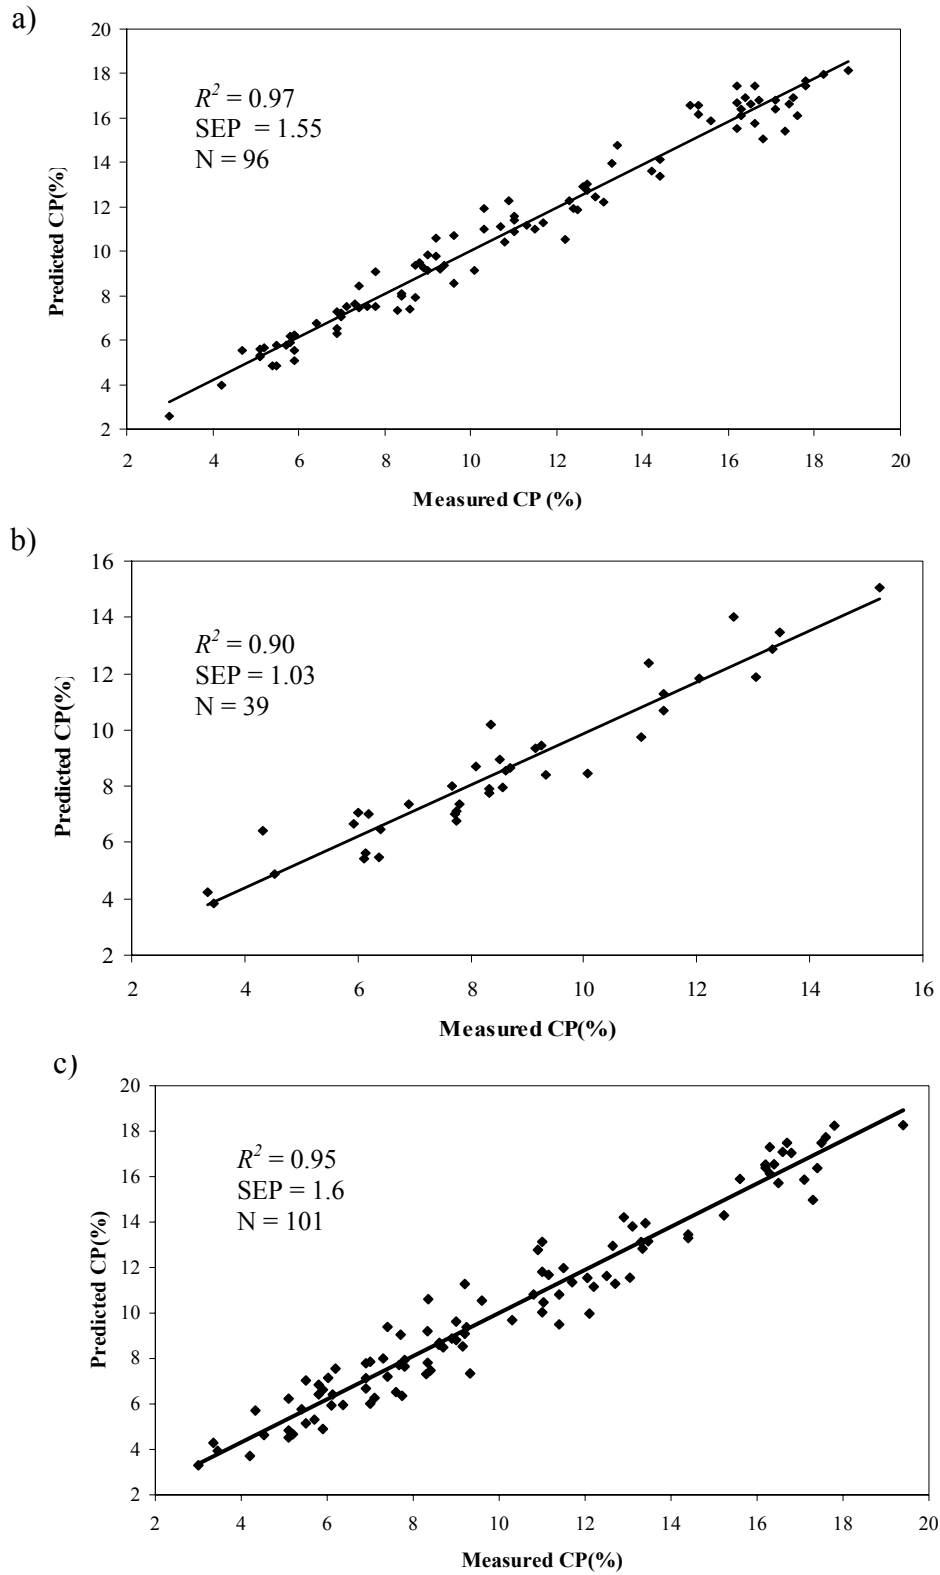 a)
20
18
16
14
12
10
8
6
4
2
R² = 0.97
SEP = 1.55
N = 96
Predicted CP(%)
2 4 6 8 10 12 14 16 18 20
Measured CP (%)
b)
16
14
12
10
8
6
4
2
R² = 0.90
SEP = 1.03
N = 39
Predicted CP(%)
2 4 6 8 10 12 14 16
Measured CP(%)
c)
20
18
16
14
12
10
8
6
4
2
R² = 0.95
SEP = 1.6
N = 101
Predicted CP(%)
2 4 6 8 10 12 14 16 18 20
Measured CP(%)